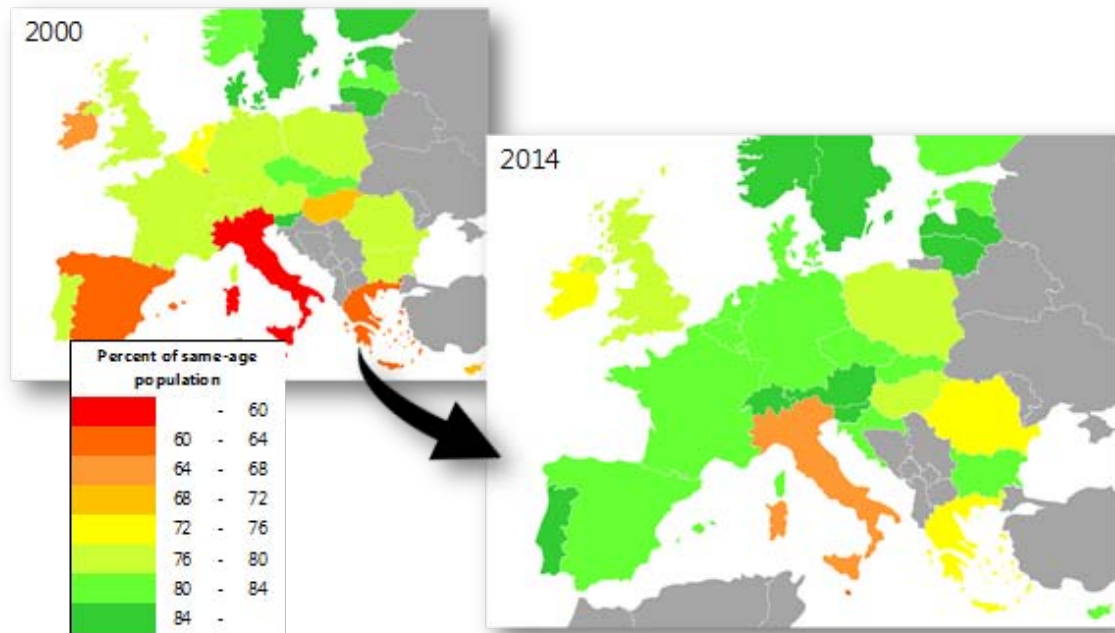 2000
2014
Percent of same-age
population
- 60
60 - 64
64 - 68
68 - 72
72 - 76
76 - 80
80 - 84
84 -